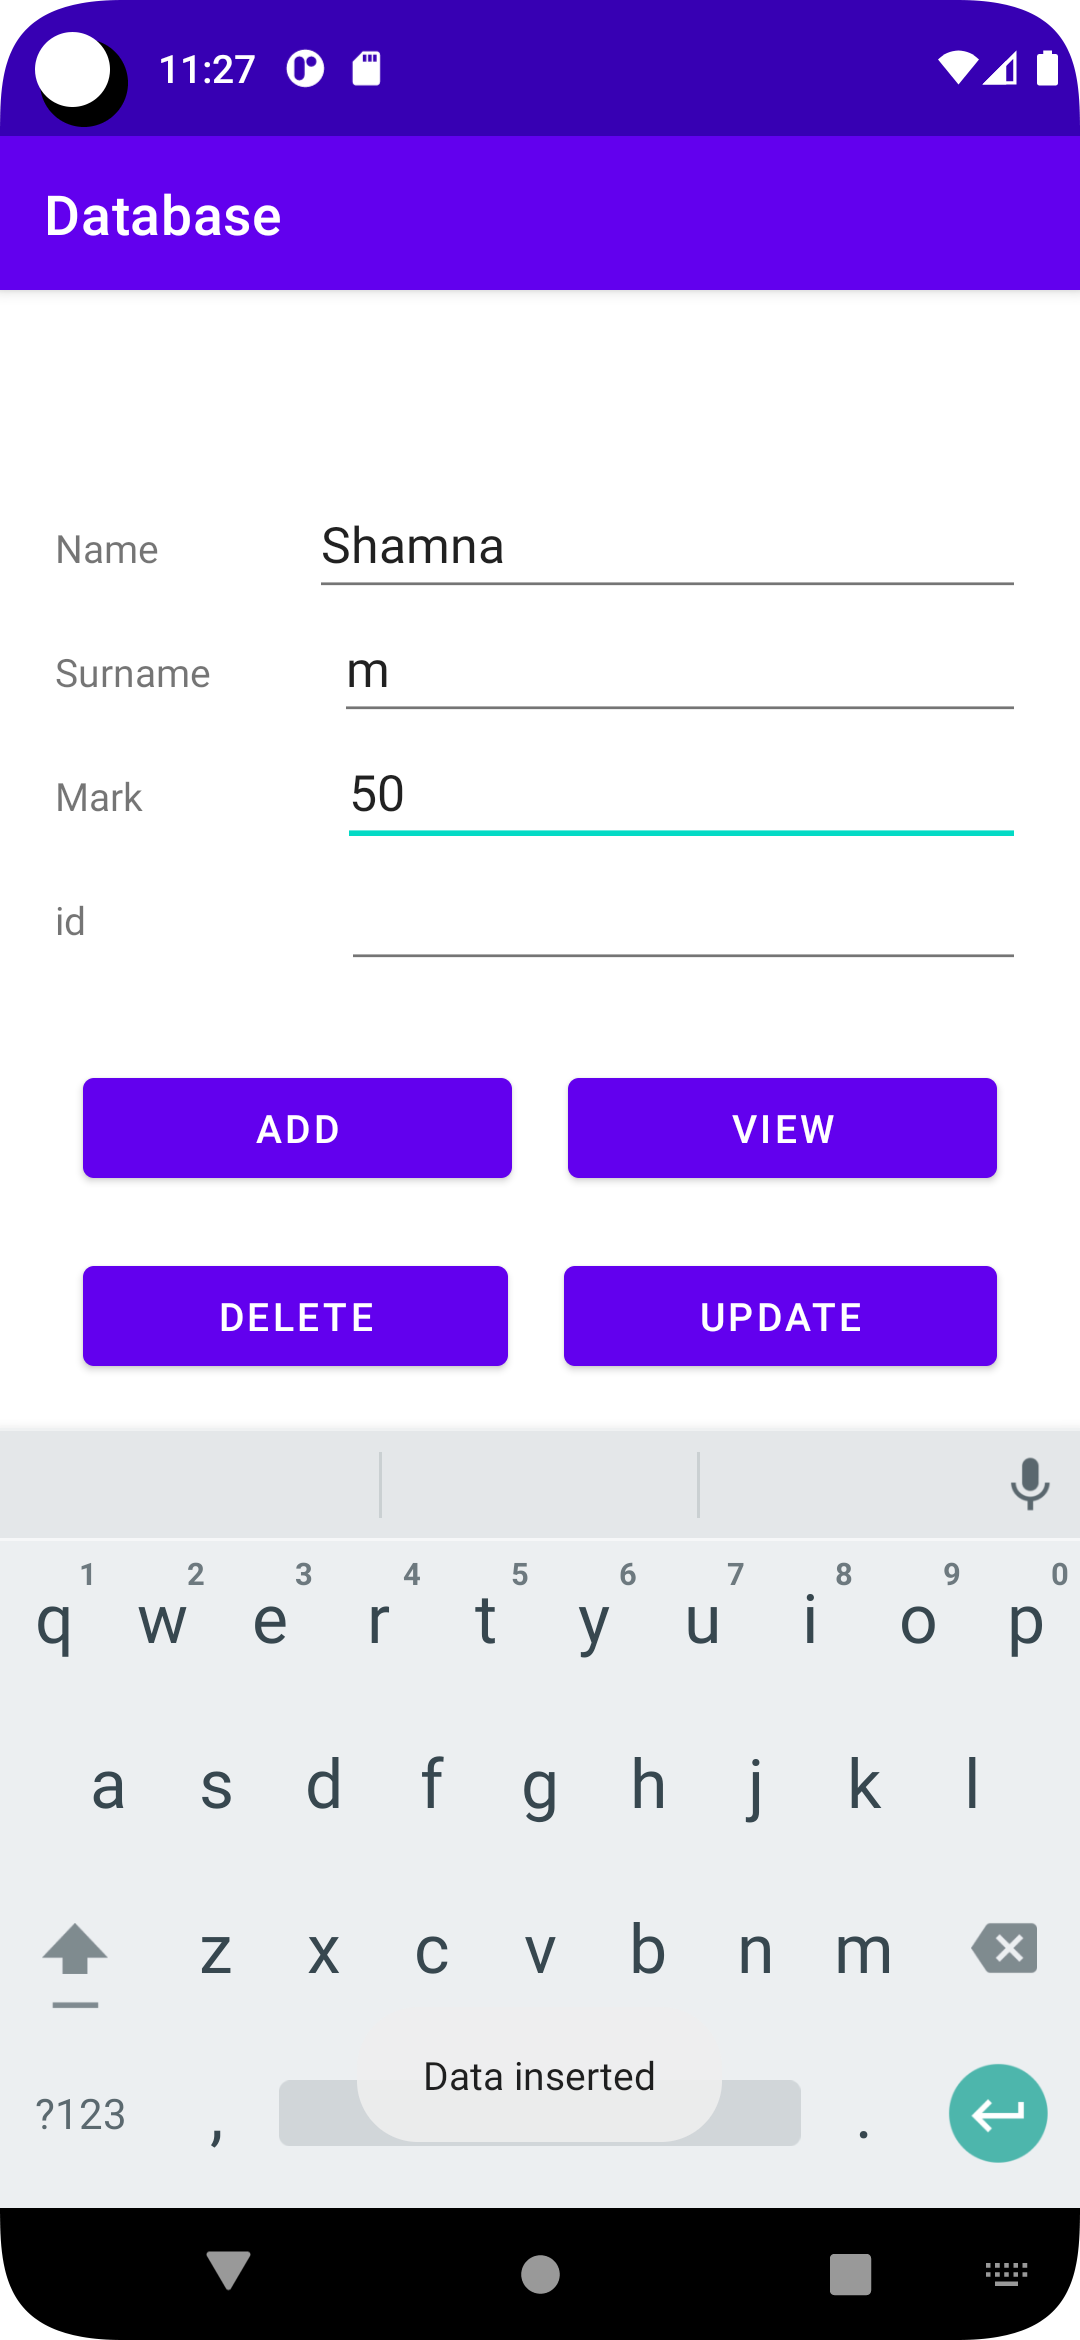 11:27
Database
Name Shamna
Surname m
Mark 50
id
ADD VIEW
DELETE UPDATE
1 2 3 4 5 6 7 8 9 0
q w e r t y u i o p
a s d f g h j k l
z x c v b n m
Data inserted
?123 , .